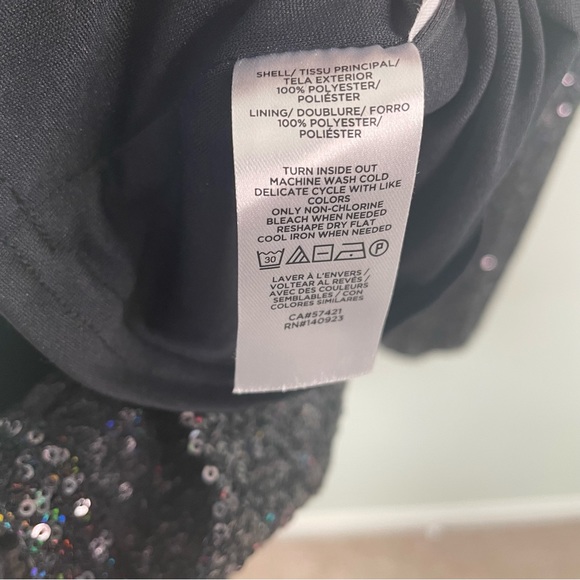 SHELL/ TISSU PRINCIPAL/
TELA EXTERIOR
100% POLYESTER/
POLIÉSTER
LINING/ DOUBLURE/ FORRO
100% POLYESTER/
POLIÉSTER
TURN INSIDE OUT
MACHINE WASH COLD
DELICATE CYCLE WITH LIKE
COLORS
ONLY NON-CHLORINE
BLEACH WHEN NEEDED
RESHAPE DRY FLAT
COOL IRON WHEN NEEDED
30 P
LAVER À L'ENVERS /
VOLTEAR AL REVÉS /
AVEC DES COULEURS
SEMBLABLES / CON
COLORES SIMILARES
CA#57421
RN#140923